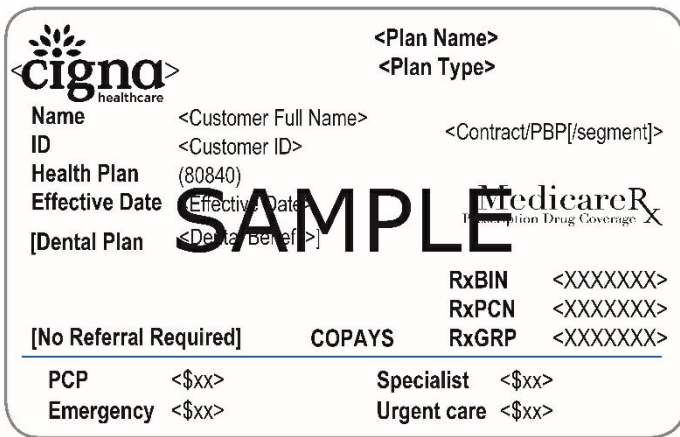 <Plan Name>
<Plan Type>
<cigna>
healthcare
Name <Customer Full Name>
<Contract/PBP[/segment]>
ID <Customer ID>
Health Plan (80840)
Effective Date <Effective Date>
SAMPLE
MedicareRx
Prescription Drug Coverage
[Dental Plan <Dental Benefit>]
RxBIN <XXXXXXX>
RxPCN <XXXXXXX>
[No Referral Required] COPAYS RxGRP <XXXXXXX>
PCP <$xx> Specialist <$xx>
Emergency <$xx> Urgent care <$xx>